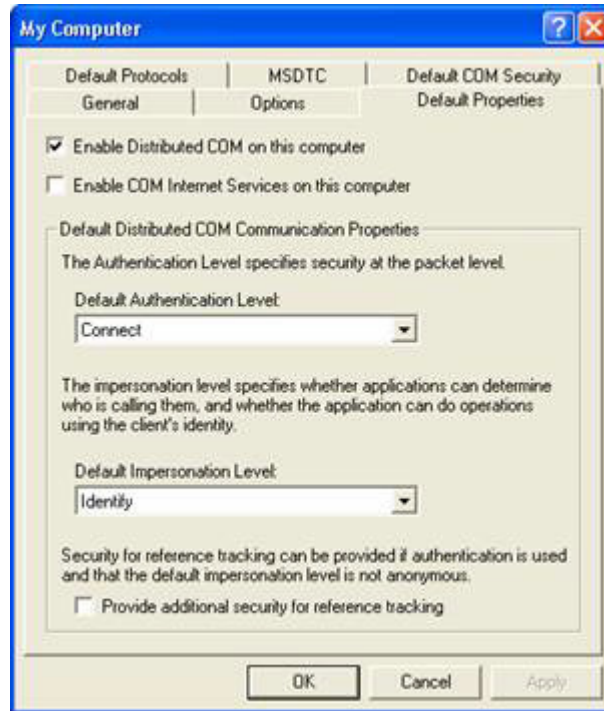 My Computer
Default Protocols
MSDTC
Default COM Security
General
Options
Default Properties
Enable Distributed COM on this computer
Enable COM Internet Services on this computer
Default Distributed COM Communication Properties
The Authentication Level specifies security at the packet level.
Default Authentication Level:
Connect
The impersonation level specifies whether applications can determine
who is calling them, and whether the application can do operations
using the client's identity.
Default Impersonation Level:
Identify
Security for reference tracking can be provided if authentication is used
and that the default impersonation level is not anonymous.
Provide additional security for reference tracking
OK
Cancel
Apply